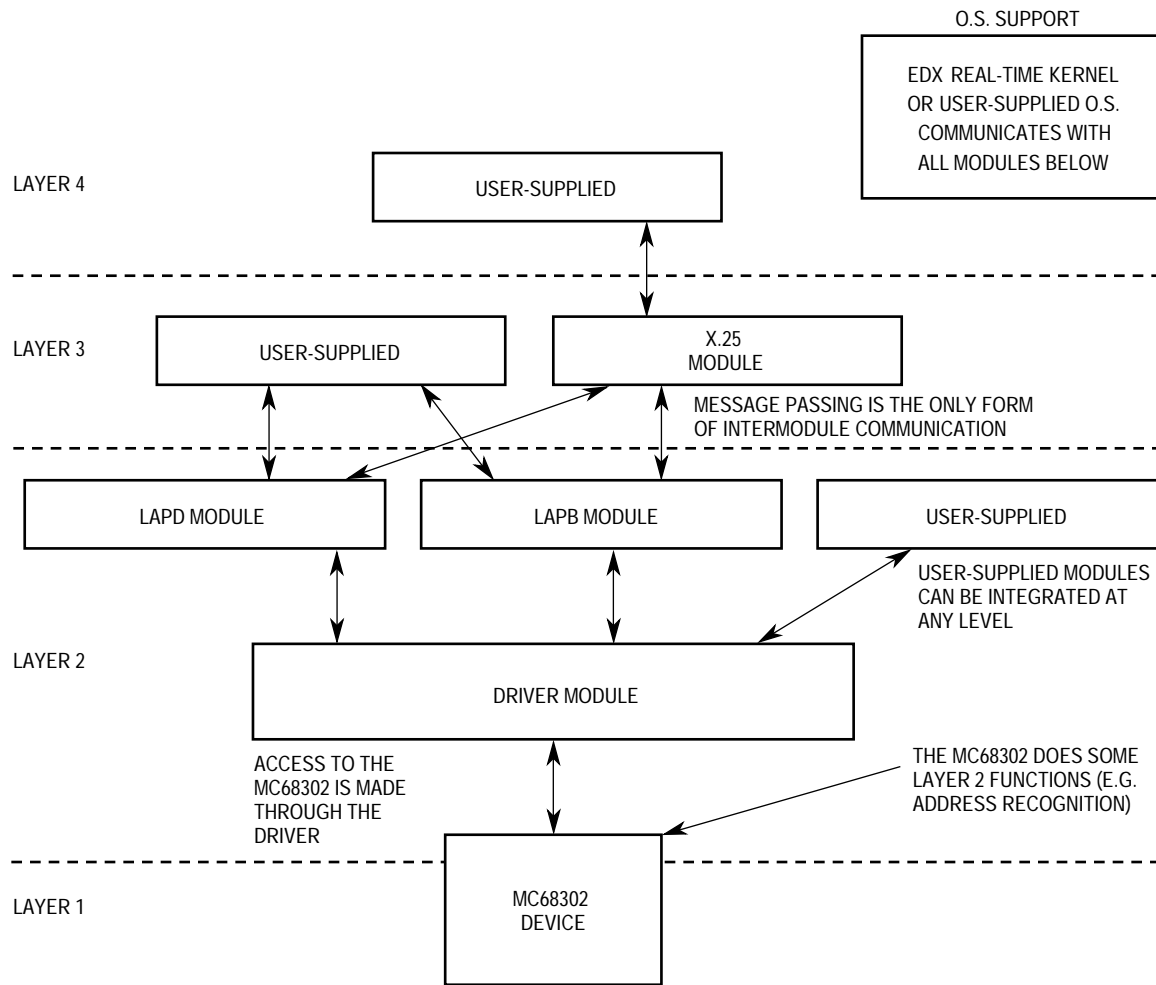 O.S. SUPPORT
EDX REAL-TIME KERNEL
OR USER-SUPPLIED O.S.
COMMUNICATES WITH
ALL MODULES BELOW
LAYER 4
USER-SUPPLIED
LAYER 3
USER-SUPPLIED
X.25
MODULE
MESSAGE PASSING IS THE ONLY FORM
OF INTERMODULE COMMUNICATION
LAPD MODULE
LAPB MODULE
USER-SUPPLIED
USER-SUPPLIED MODULES
CAN BE INTEGRATED AT
ANY LEVEL
LAYER 2
DRIVER MODULE
ACCESS TO THE
MC68302 IS MADE
THROUGH THE
DRIVER
THE MC68302 DOES SOME
LAYER 2 FUNCTIONS (E.G.
ADDRESS RECOGNITION)
LAYER 1
MC68302
DEVICE